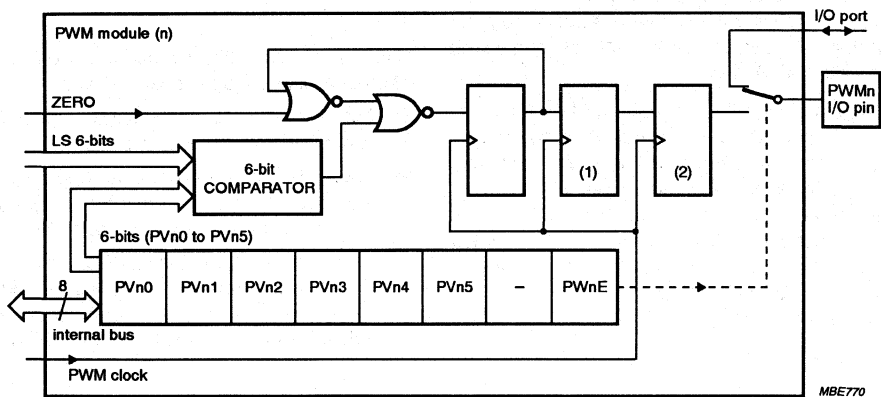 PWM module (n)
I/O port
ZERO
PWMn
I/O pin
LS 6-bits
6-bit
COMPARATOR
(1)
(2)
6-bits (PVn0 to PVn5)
PVn0
PVn1
PVn2
PVn3
PVn4
PVn5
–
PWnE
8
internal bus
PWM clock
MBE770